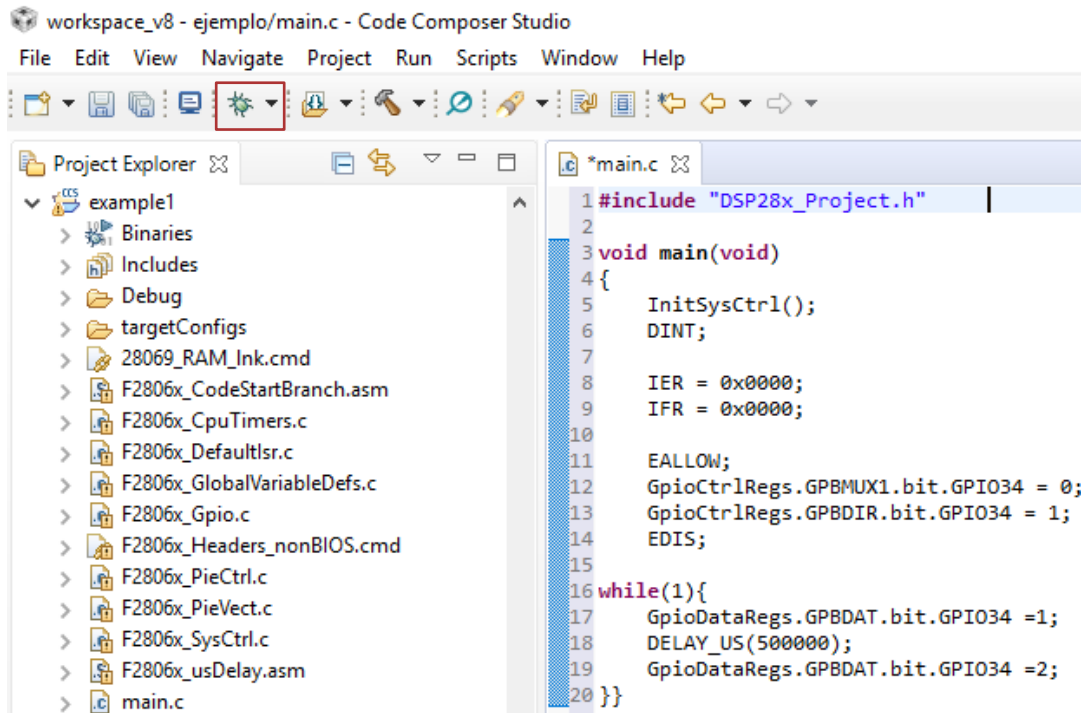 workspace_v8 - ejemplo/main.c - Code Composer Studio
File Edit View Navigate Project Run Scripts Window Help
Project Explorer
example1
Binaries
Includes
Debug
targetConfigs
28069_RAM_lnk.cmd
F2806x_CodeStartBranch.asm
F2806x_CpuTimers.c
F2806x_DefaultIsr.c
F2806x_GlobalVariableDefs.c
F2806x_Gpio.c
F2806x_Headers_nonBIOS.cmd
F2806x_PieCtrl.c
F2806x_PieVect.c
F2806x_SysCtrl.c
F2806x_usDelay.asm
main.c
*main.c
1 #include "DSP28x_Project.h"
2
3 void main(void)
4 {
5     InitSysCtrl();
6     DINT;
7
8     IER = 0x0000;
9     IFR = 0x0000;
10
11     EALLOW;
12     GpioCtrlRegs.GPBMUX1.bit.GPIO34 = 0;
13     GpioCtrlRegs.GPBDIR.bit.GPIO34 = 1;
14     EDIS;
15
16 while(1){
17     GpioDataRegs.GPBDAT.bit.GPIO34 =1;
18     DELAY_US(500000);
19     GpioDataRegs.GPBDAT.bit.GPIO34 =2;
20 }}